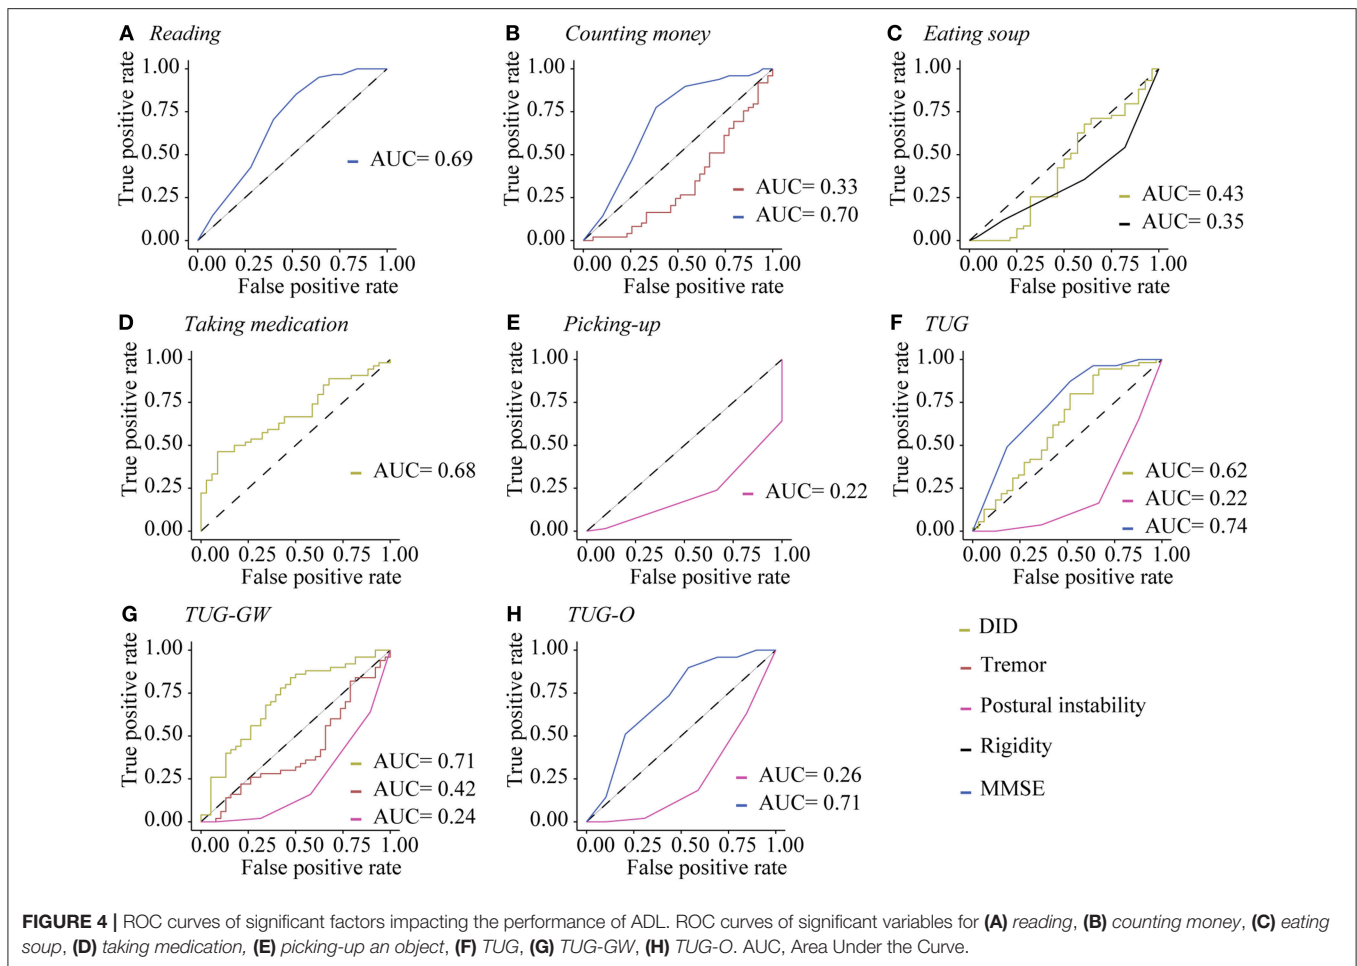 A Reading
True positive rate
1.00
0.75
0.50
0.25
0.00
AUC= 0.69
0.00 0.25 0.50 0.75 1.00
False positive rate
B Counting money
True positive rate
1.00
0.75
0.50
0.25
0.00
AUC= 0.33
AUC= 0.70
0.00 0.25 0.50 0.75 1.00
False positive rate
C Eating soup
True positive rate
1.00
0.75
0.50
0.25
0.00
AUC= 0.43
AUC= 0.35
0.00 0.25 0.50 0.75 1.00
False positive rate
D Taking medication
True positive rate
1.00
0.75
0.50
0.25
0.00
AUC= 0.68
0.00 0.25 0.50 0.75 1.00
False positive rate
E Picking-up
True positive rate
1.00
0.75
0.50
0.25
0.00
AUC= 0.22
0.00 0.25 0.50 0.75 1.00
False positive rate
F TUG
True positive rate
1.00
0.75
0.50
0.25
0.00
AUC= 0.62
AUC= 0.22
AUC= 0.74
0.00 0.25 0.50 0.75 1.00
False positive rate
G TUG-GW
True positive rate
1.00
0.75
0.50
0.25
0.00
AUC= 0.71
AUC= 0.42
AUC= 0.24
0.00 0.25 0.50 0.75 1.00
False positive rate
H TUG-O
True positive rate
1.00
0.75
0.50
0.25
0.00
AUC= 0.26
AUC= 0.71
0.00 0.25 0.50 0.75 1.00
False positive rate
DID
Tremor
Postural instability
Rigidity
MMSE
FIGURE 4 | ROC curves of significant factors impacting the performance of ADL. ROC curves of significant variables for (A) reading, (B) counting money, (C) eating
soup, (D) taking medication, (E) picking-up an object, (F) TUG, (G) TUG-GW, (H) TUG-O. AUC, Area Under the Curve.